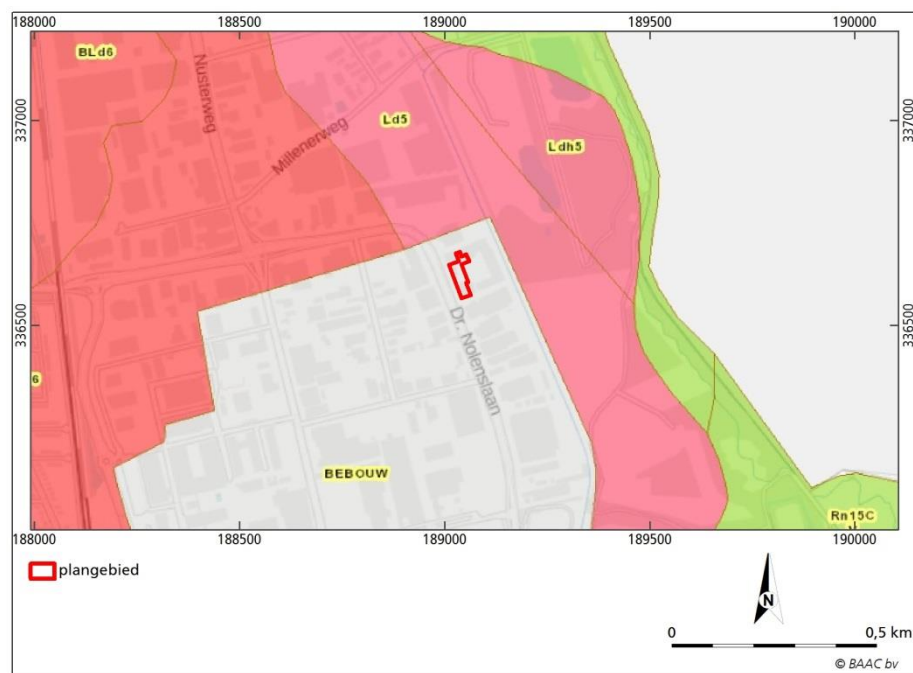 188000 188500 189000 189500 190000
BLd6
Nusterweg
337000 337000
Ld5
Millenerweg
Ldh5
336500 336500
Dr. Nolenslaan
6
BEBOUW
Rn15C
188000 188500 189000 189500 190000
plangebied
N
0 0,5 km
© BAAC bv